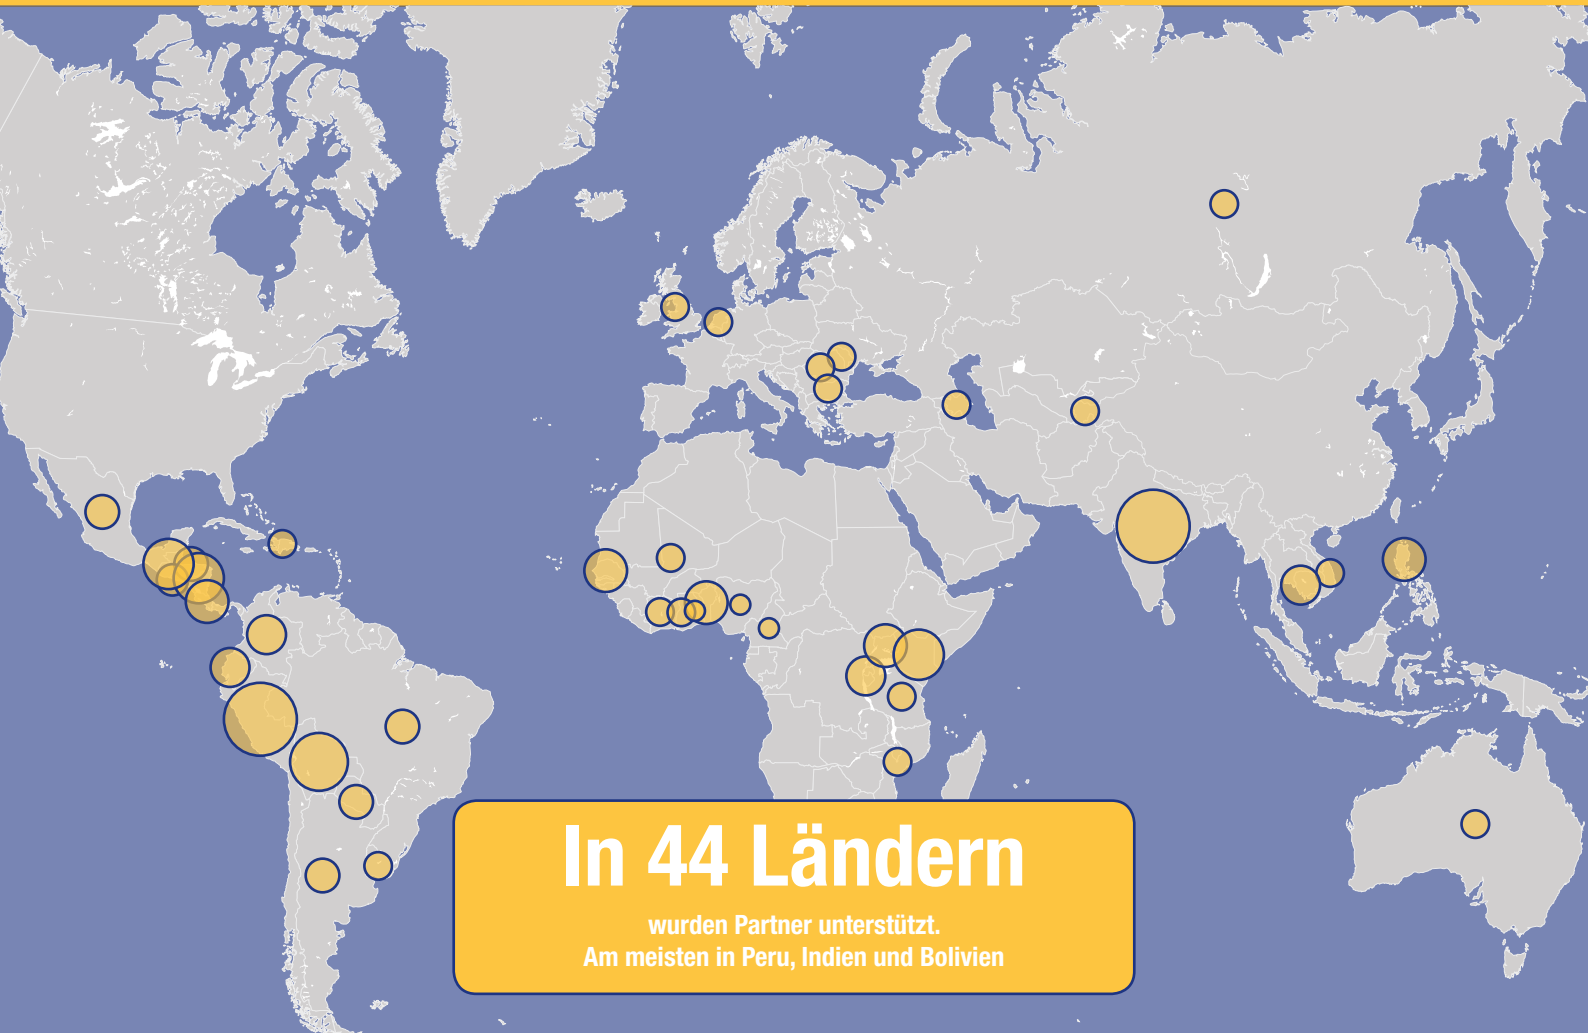 In 44 Ländern
wurden Partner unterstützt.
Am meisten in Peru, Indien und Bolivien